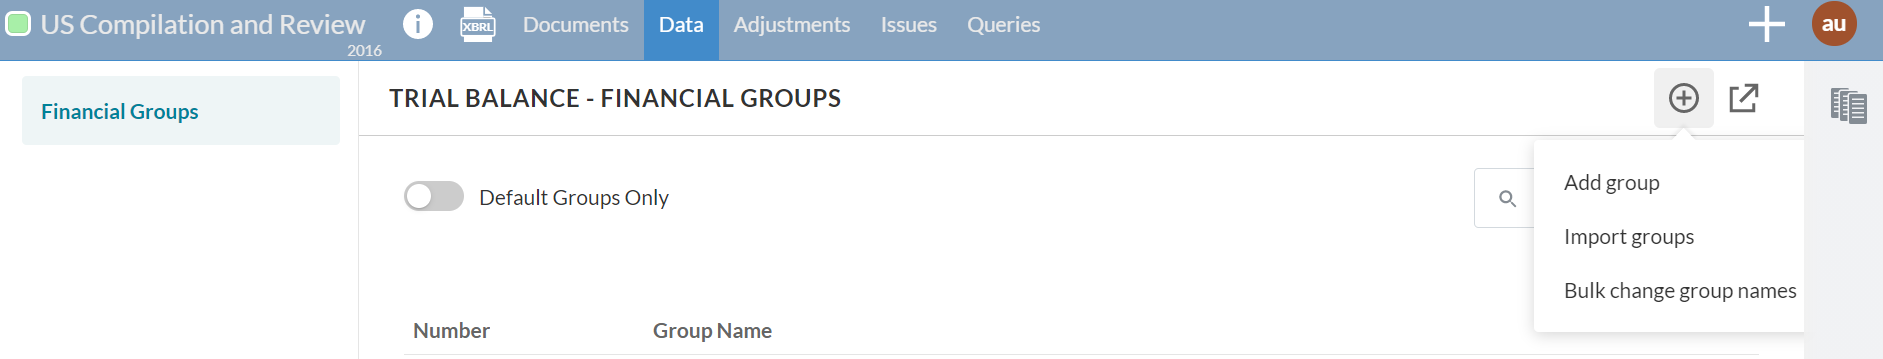 US Compilation and Review
2016
i
XBRL
Documents
Data
Adjustments
Issues
Queries
au
Financial Groups
TRIAL BALANCE - FINANCIAL GROUPS
Default Groups Only
Add group
Import groups
Bulk change group names
Number
Group Name